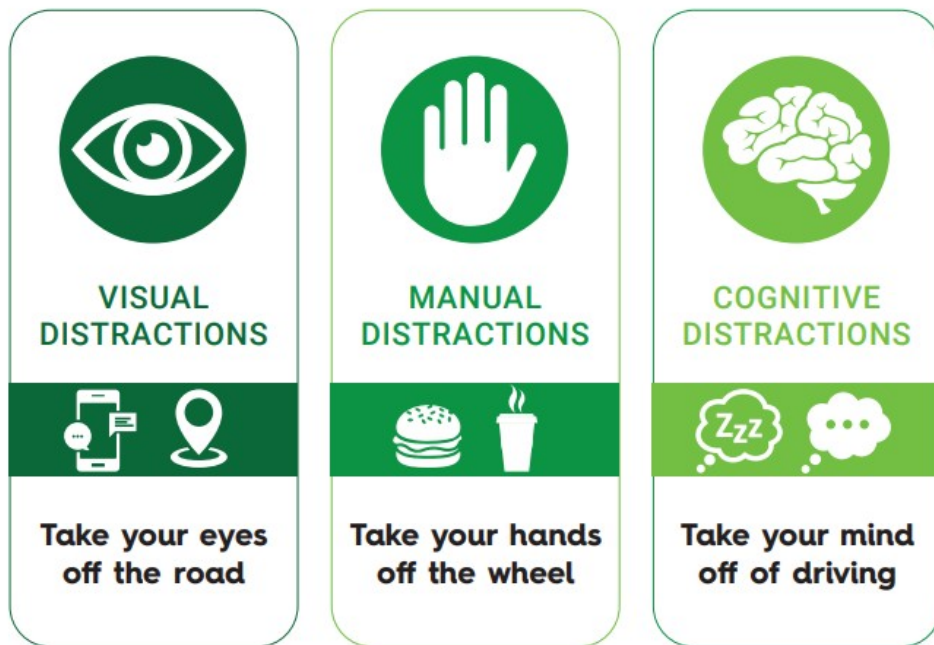 VISUAL
DISTRACTIONS
Take your eyes
off the road
MANUAL
DISTRACTIONS
Take your hands
off the wheel
COGNITIVE
DISTRACTIONS
ZZZ
Take your mind
off of driving